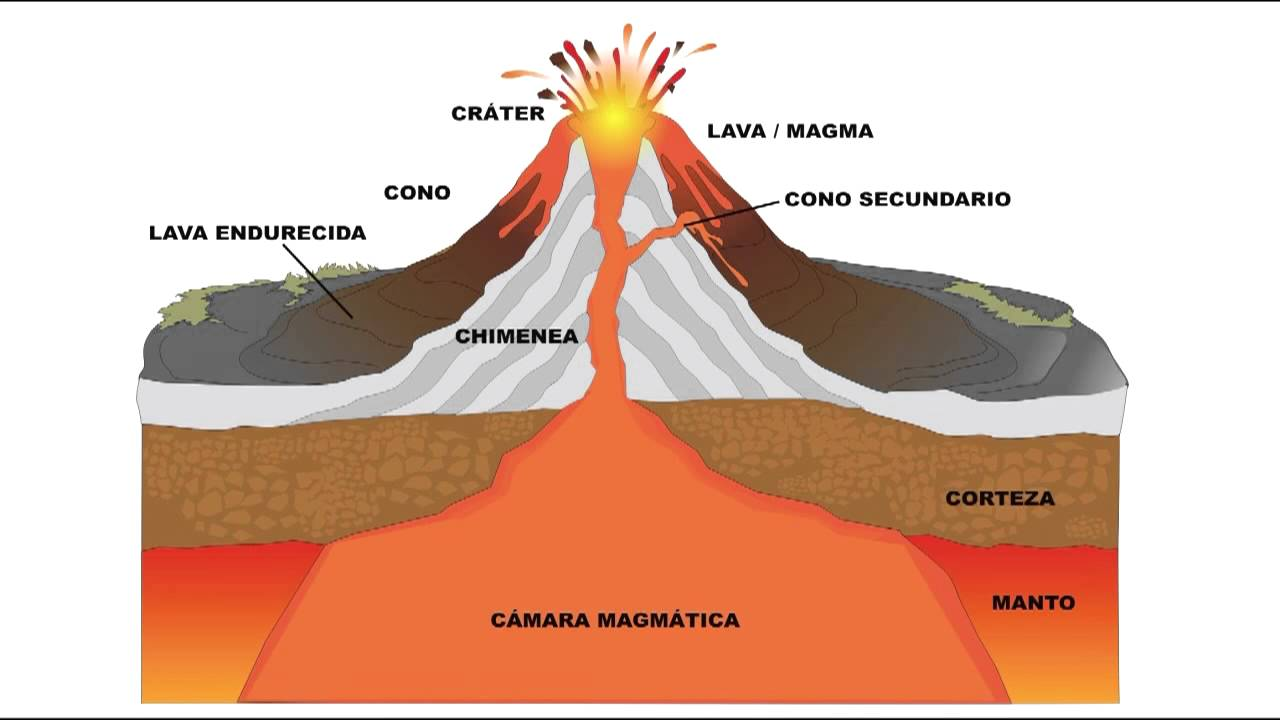 CRÁTER
LAVA / MAGMA
CONO
CONO SECUNDARIO
LAVA ENDURECIDA
CHIMENEA
CORTEZA
MANTO
CÁMARA MAGMÁTICA